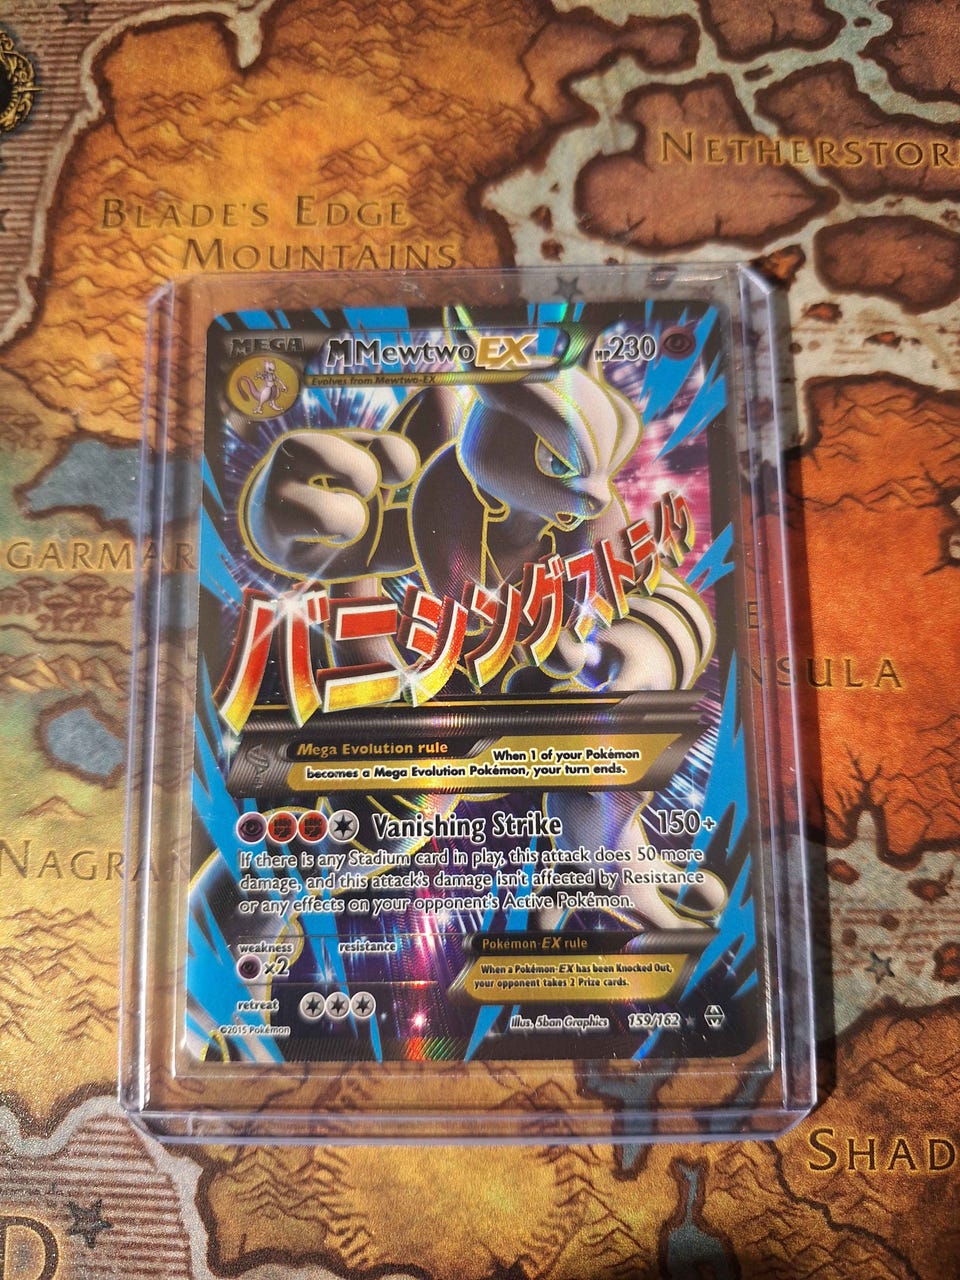 NETHERSTOR
BLADE'S EDGE
MOUNTAINS
MEGA
M Mewtwo EX
HP230
Evolves from Mewtwo-EX
GARMAR
バニシングストライク
NSULA
Mega Evolution rule
When 1 of your Pokémon
becomes a Mega Evolution Pokémon, your turn ends.
Vanishing Strike 150+
If there is any Stadium card in play, this attack does 50 more
damage, and this attack's damage isn't affected by Resistance
or any effects on your opponent's Active Pokémon.
NAGRA
weakness resistance
×2
Pokémon-EX rule
When a Pokémon-EX has been Knocked Out,
your opponent takes 2 Prize cards.
retreat
©2015 Pokémon
Illus. 5ban Graphics 159/162
SHAD
D